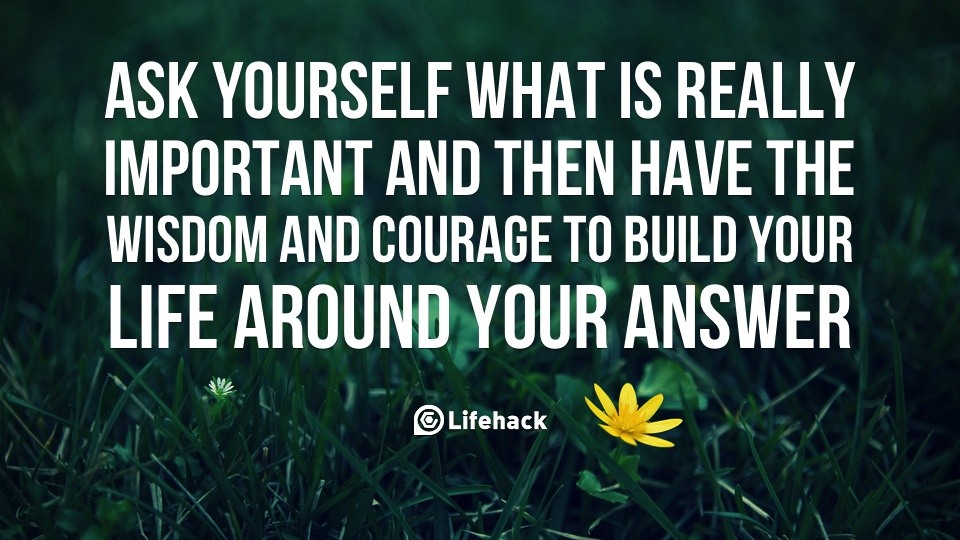 ASK YOURSELF WHAT IS REALLY
IMPORTANT AND THEN HAVE THE
WISDOM AND COURAGE TO BUILD YOUR
LIFE AROUND YOUR ANSWER
Lifehack